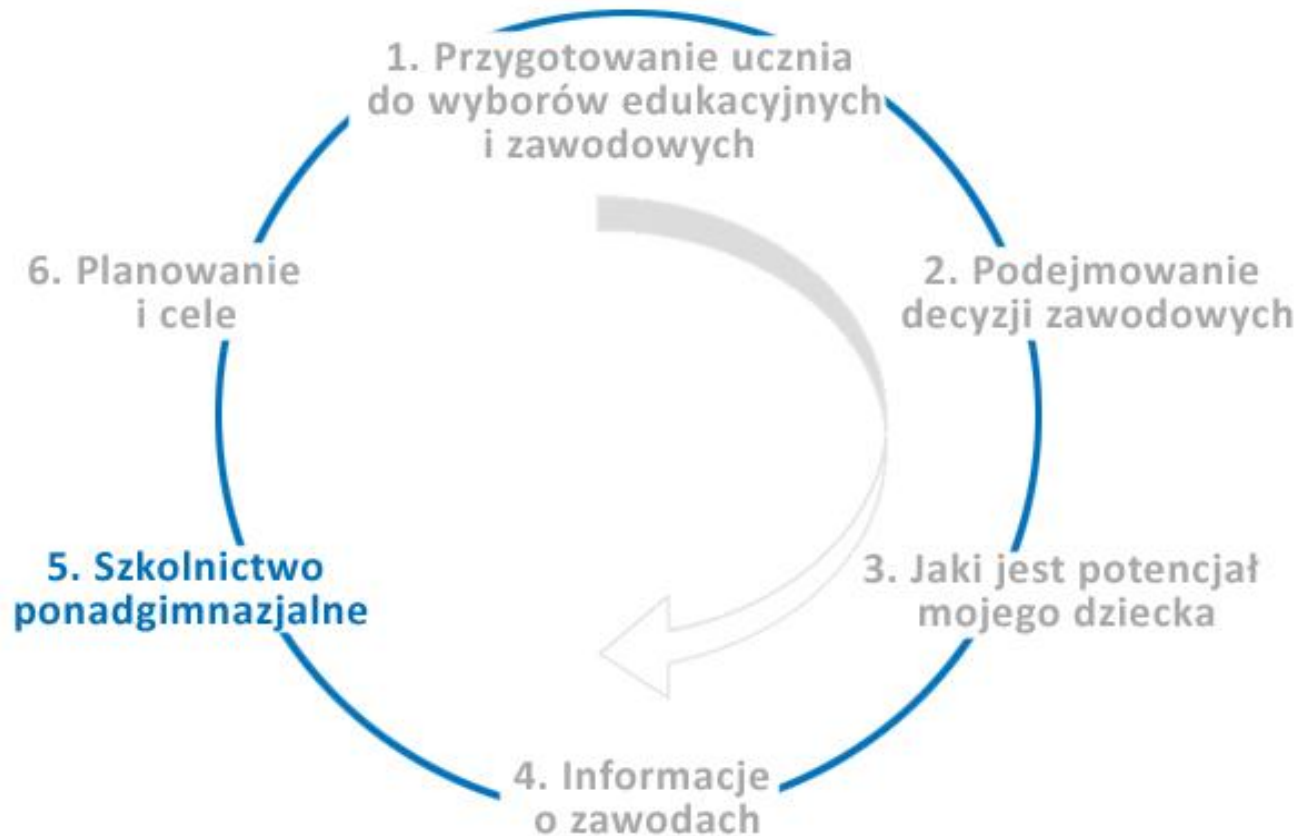 1. Przygotowanie ucznia
do wyborów edukacyjnych
i zawodowych
2. Podejmowanie
decyzji zawodowych
3. Jaki jest potencjał
mojego dziecka
4. Informacje
o zawodach
5. Szkolnictwo
ponadgimnazjalne
6. Planowanie
i cele